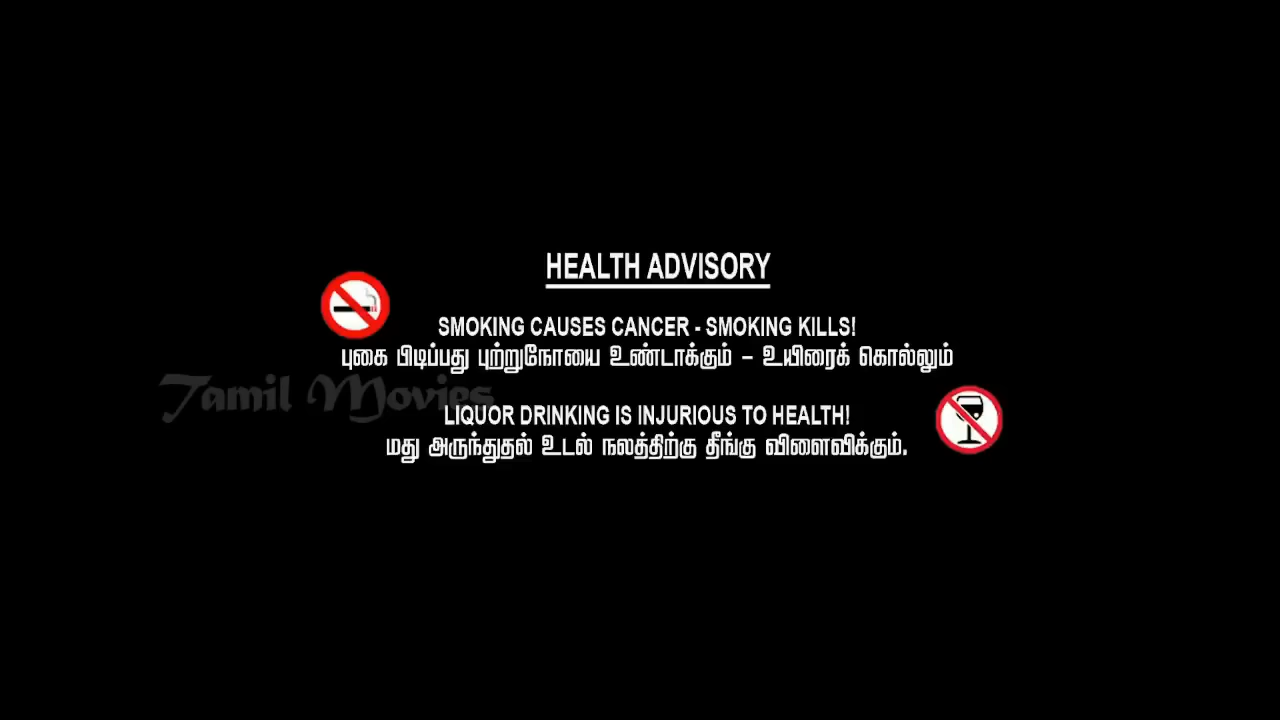 HEALTH ADVISORY
SMOKING CAUSES CANCER - SMOKING KILLS!
புகை பிடிப்பது புற்றுநோயை உண்டாக்கும் – உயிரைக் கொல்லும்
Tamil Movies
LIQUOR DRINKING IS INJURIOUS TO HEALTH!
மது அருந்துதல் உடல் நலத்திற்கு தீங்கு விளைவிக்கும்.